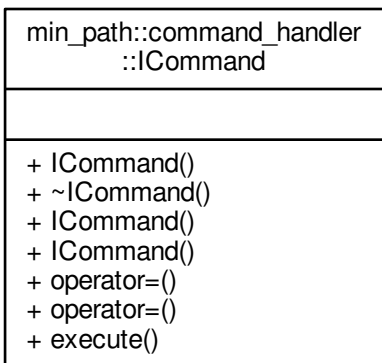 min_path::command_handler
::ICommand
+ ICommand()
+ ~ICommand()
+ ICommand()
+ ICommand()
+ operator=()
+ operator=()
+ execute()